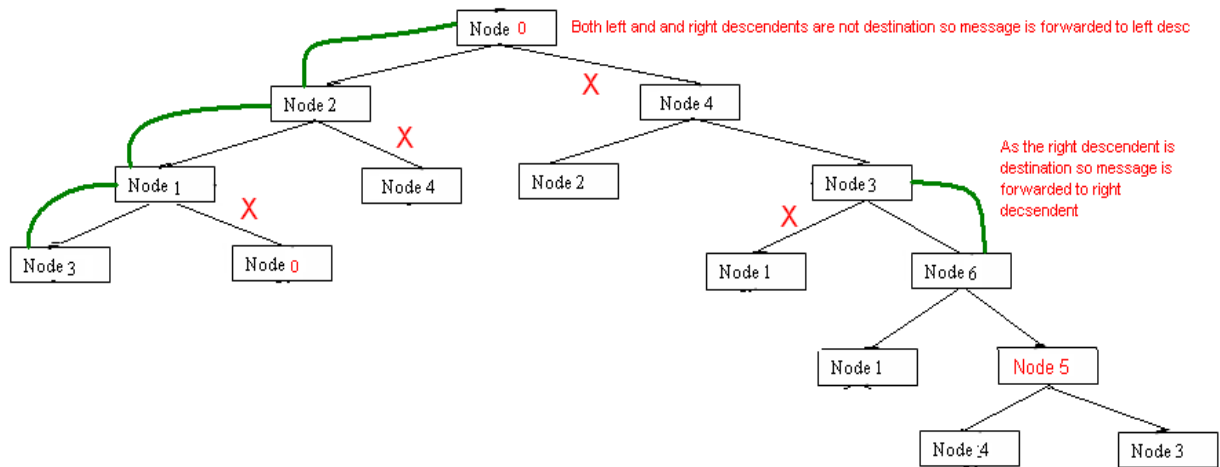 Node 0
Both left and and right descendents are not destination so message is forwarded to left desc
X
Node 2
Node 4
X
As the right descendent is
destination so message is
forwarded to right
decsendent
Node 1
Node 4
Node 2
Node 3
X
X
Node 3
Node 0
Node 1
Node 6
Node 1
Node 5
Node 4
Node 3